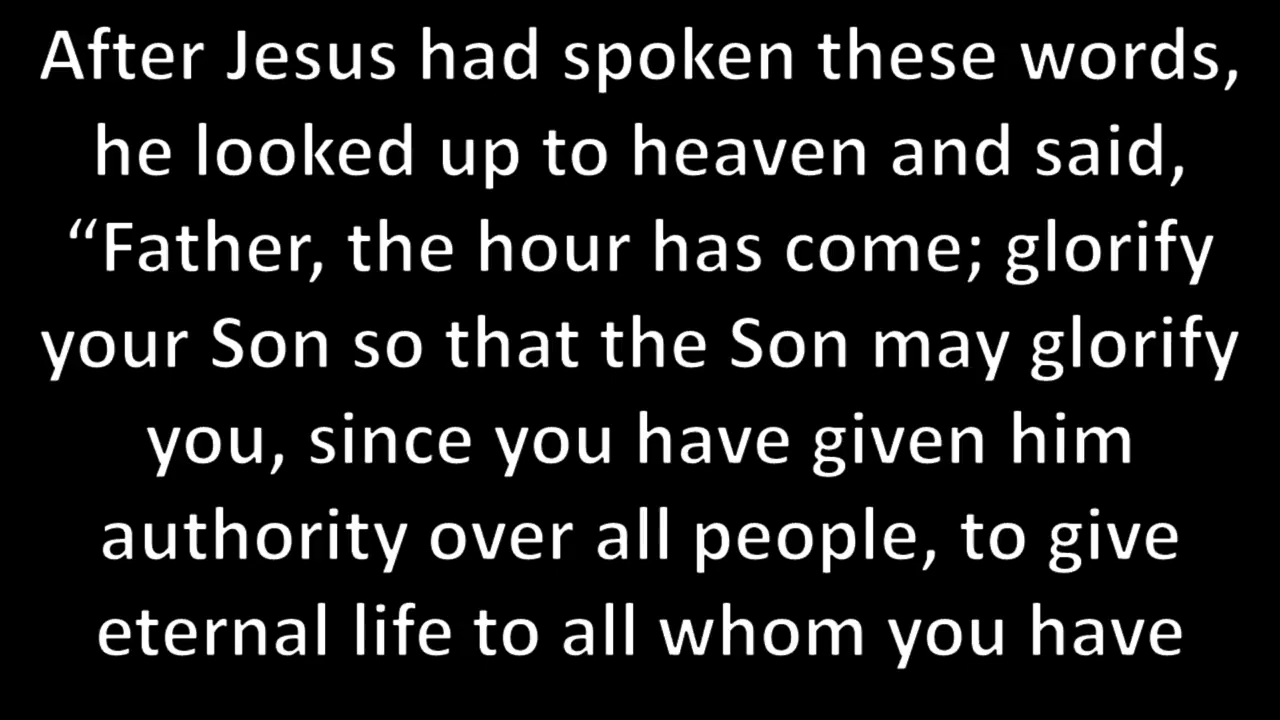 After Jesus had spoken these words,
he looked up to heaven and said,
“Father, the hour has come; glorify
your Son so that the Son may glorify
you, since you have given him
authority over all people, to give
eternal life to all whom you have